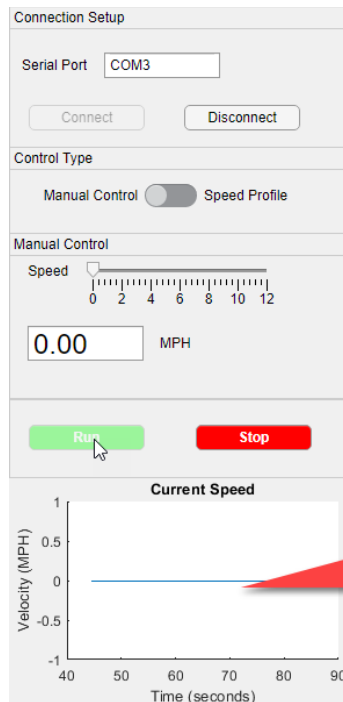 Connection Setup
Serial Port COM3
Connect Disconnect
Control Type
Manual Control Speed Profile
Manual Control
Speed
0 2 4 6 8 10 12
0.00 MPH
Run Stop
Current Speed
1
0.5
0
-0.5
-1
Velocity (MPH)
40 50 60 70 80 90
Time (seconds)